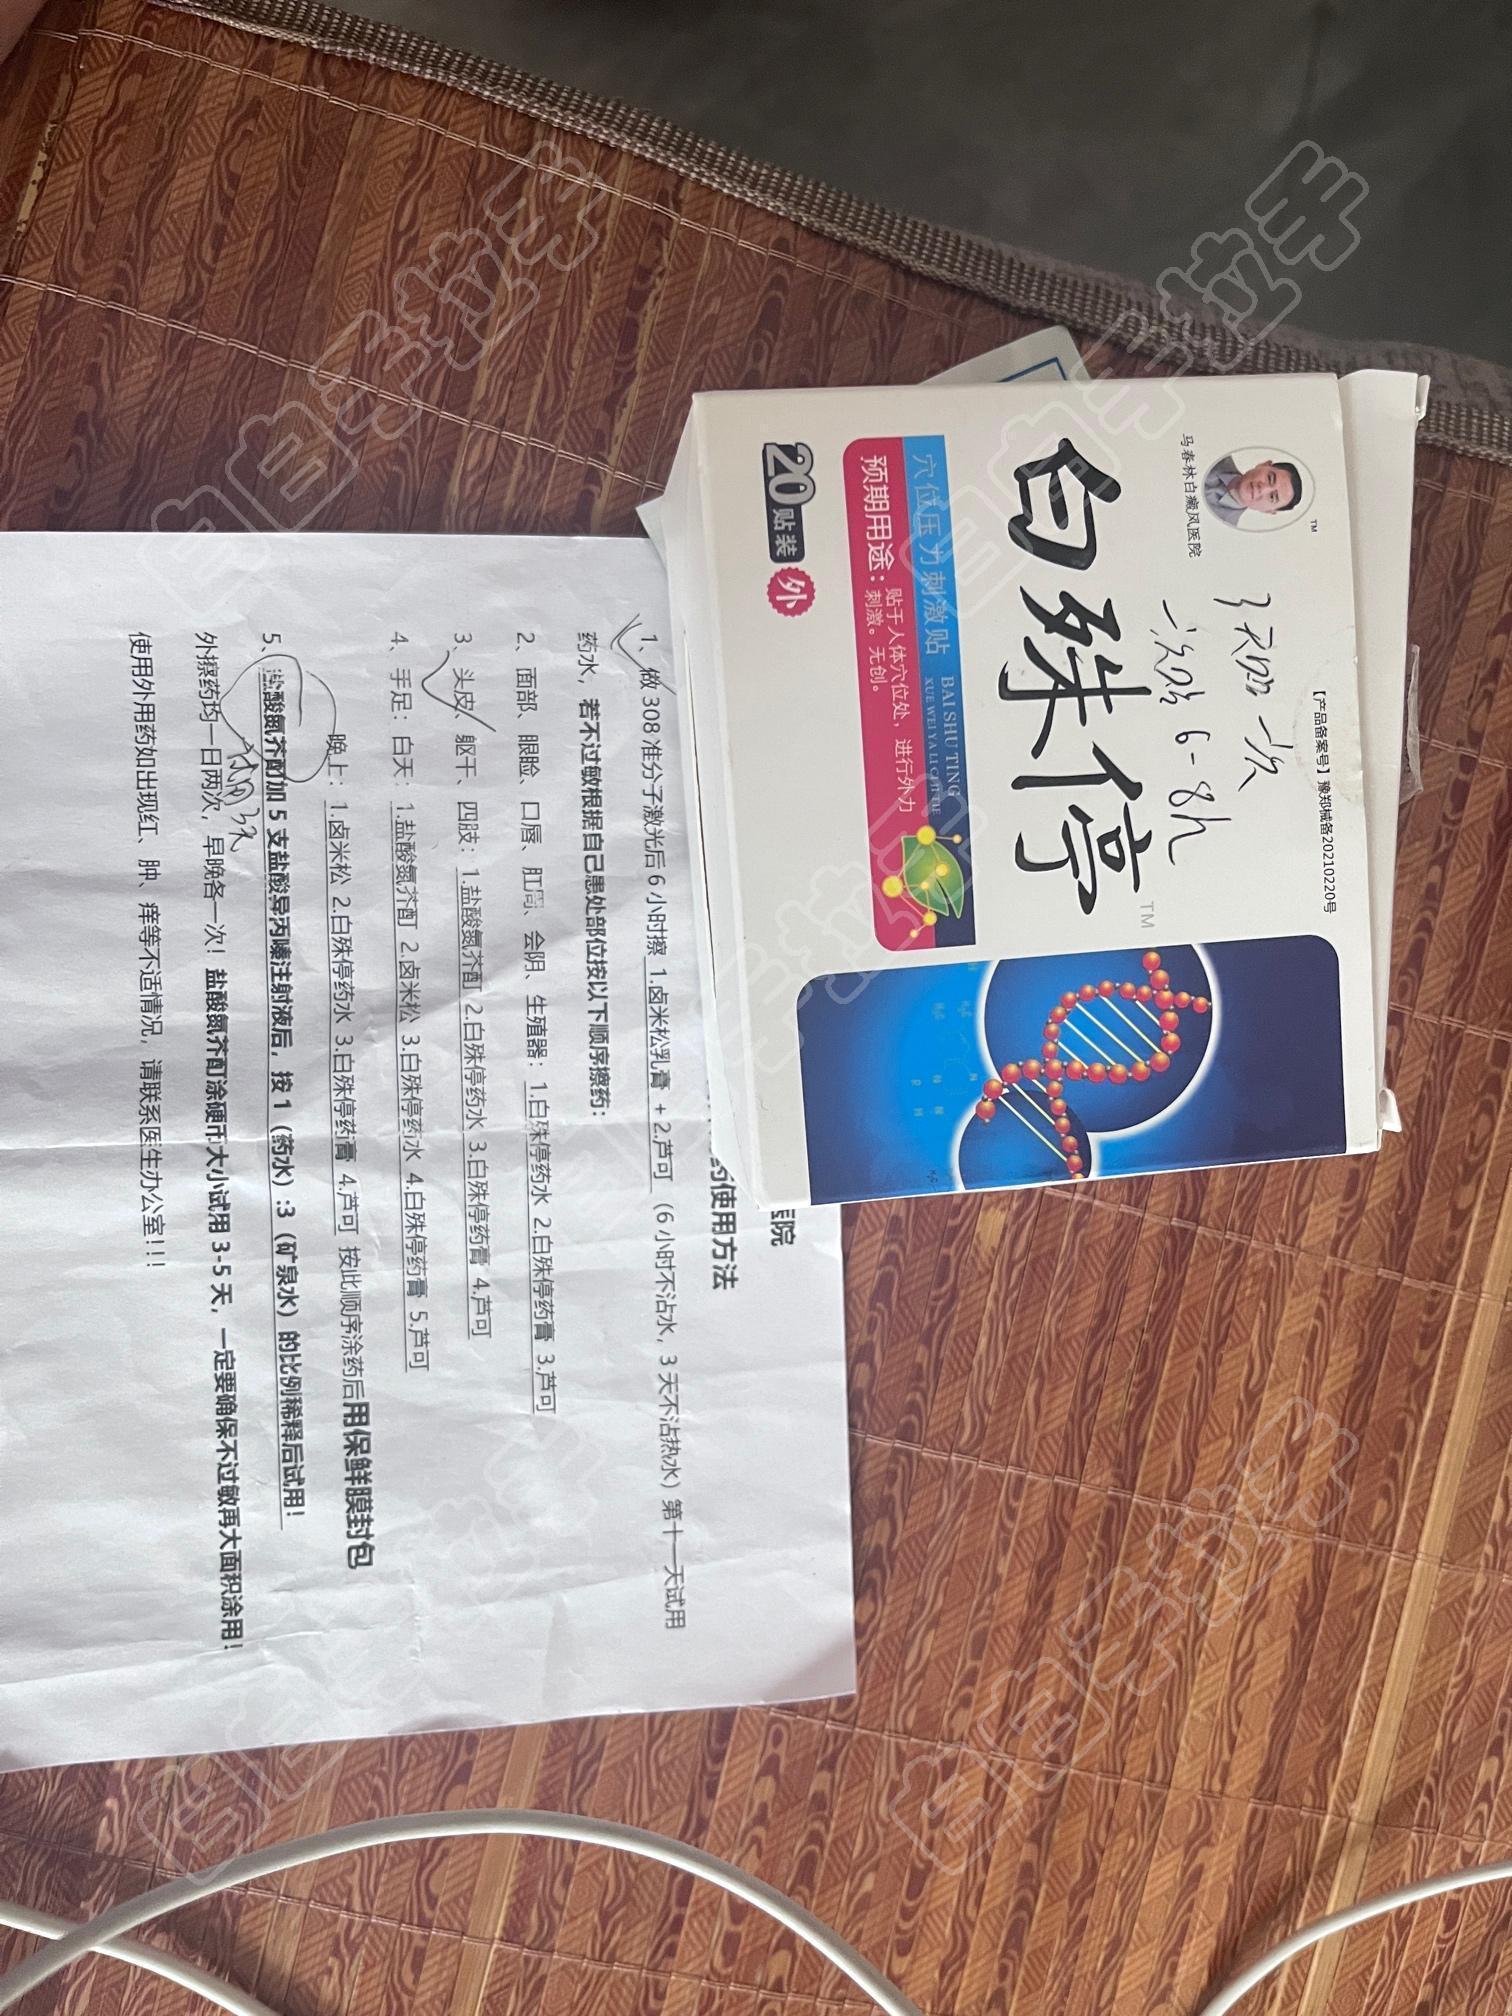 马春林白癜风医院
TM
【产品备案号】豫郑械备20210220号
3天贴一次
一次贴6-8h
白殊停
TM
穴位压力刺激贴
BAI SHU TING
XUE WEI YA LI CI JI TIE
预期用途：贴于人体穴位处，进行外力
刺激。无创。
20贴装
外
医院
药使用方法
1、做308准分子激光后6小时擦 1.卤米松乳膏 + 2.芦可 （6小时不沾水，3天不沾热水）第十一天试用
药水，若不过敏根据自己患处部位按以下顺序擦药：
2、面部、眼睑、口唇、肛周、会阴、生殖器：1.白殊停药水 2.白殊停药膏 3.芦可
3、头皮、躯干、四肢：1.盐酸氮芥酊 2.白殊停药水 3.白殊停药膏 4.芦可
4、手足：白天：1.盐酸氮芥酊 2.卤米松 3.白殊停药水 4.白殊停药膏 5.芦可
晚上：1.卤米松 2.白殊停药水 3.白殊停药膏 4.芦可 按此顺序涂药后用保鲜膜封包
5、盐酸氮芥酊加5支盐酸异丙嗪注射液后，按1（药水）:3（矿泉水）的比例稀释后试用！
外擦药均一日两次，早晚各一次！盐酸氮芥酊涂硬币大小试用3-5天，一定要确保不过敏再大面积涂用！
使用外用药如出现红、肿、痒等不适情况，请联系医生办公室！！！